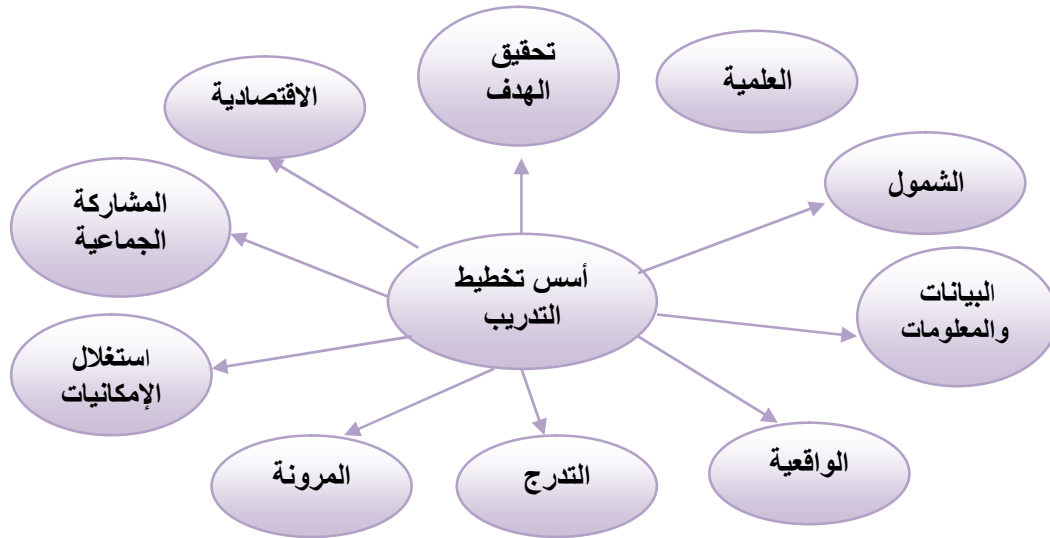 تحقيق
الهدف
العلمية
الاقتصادية
الشمول
المشاركة
الجماعية
أسس تخطيط
التدريب
البيانات
والمعلومات
استغلال
الإمكانيات
المرونة
التدرج
الواقعية